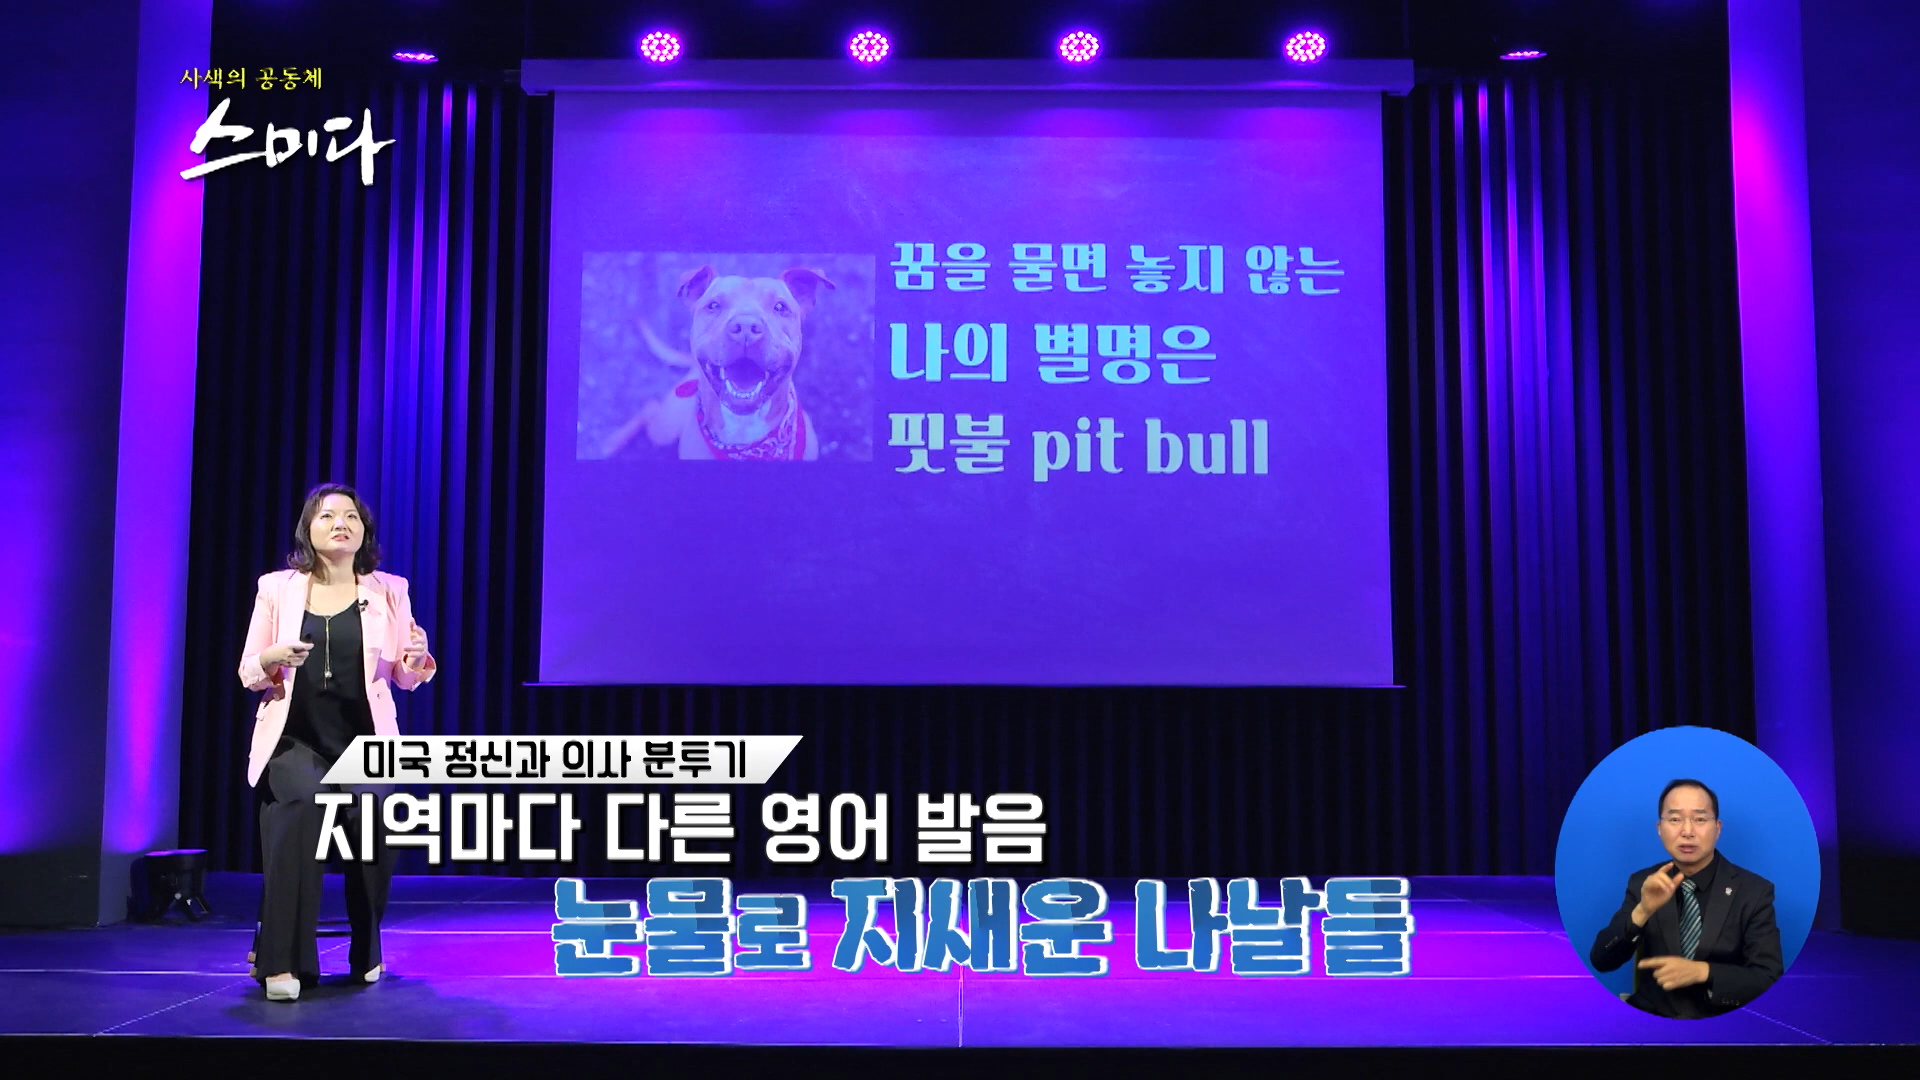 사색의 공동체
스미다
꿈을 물면 놓지 않는
나의 별명은
핏불 pit bull
미국 정신과 의사 분투기
지역마다 다른 영어 발음
눈물로 지새운 나날들